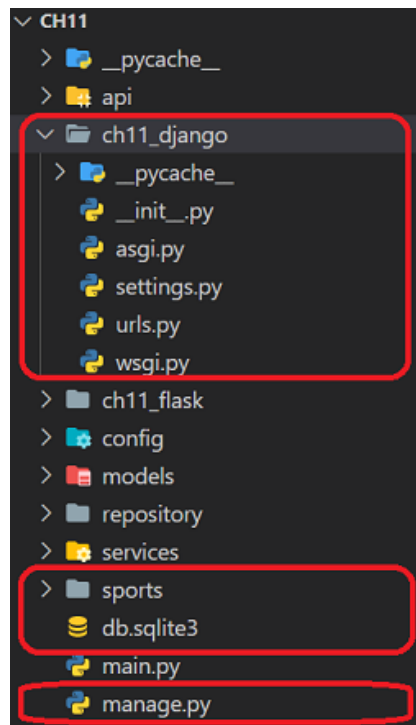 CH11
__pycache__
api
ch11_django
__pycache__
__init__.py
asgi.py
settings.py
urls.py
wsgi.py
ch11_flask
config
models
repository
services
sports
db.sqlite3
main.py
manage.py